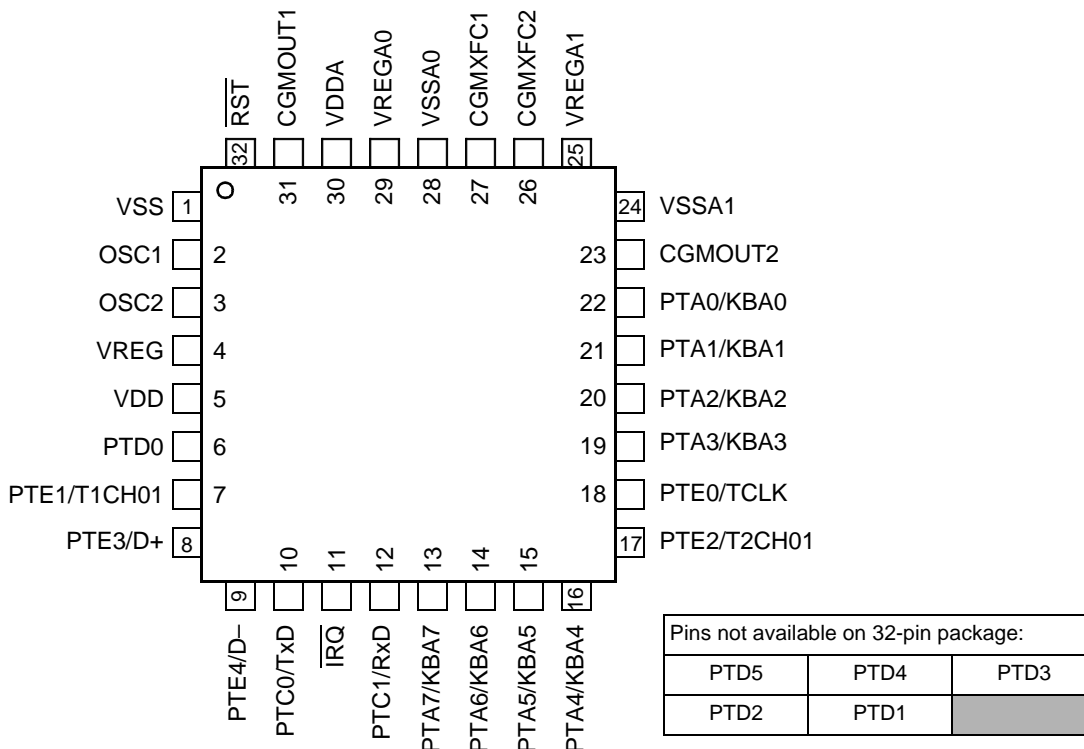 RST
CGMOUT1
VDDA
VREGA0
VSSA0
CGMXFC1
CGMXFC2
VREGA1
32
31
30
29
28
27
26
25
VSS 1
OSC1 2
OSC2 3
VREG 4
VDD 5
PTD0 6
PTE1/T1CH01 7
PTE3/D+ 8
24 VSSA1
23 CGMOUT2
22 PTA0/KBA0
21 PTA1/KBA1
20 PTA2/KBA2
19 PTA3/KBA3
18 PTE0/TCLK
17 PTE2/T2CH01
9
10
11
12
13
14
15
16
PTE4/D–
PTC0/TxD
IRQ
PTC1/RxD
PTA7/KBA7
PTA6/KBA6
PTA5/KBA5
PTA4/KBA4
Pins not available on 32-pin package:
PTD5 PTD4 PTD3
PTD2 PTD1